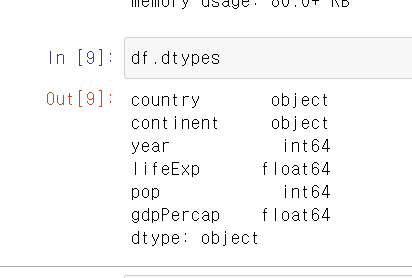 memory usage: 80.0+ KB
In [9]: df.dtypes
Out[9]: country object
continent object
year int64
lifeExp float64
pop int64
gdpPercap float64
dtype: object